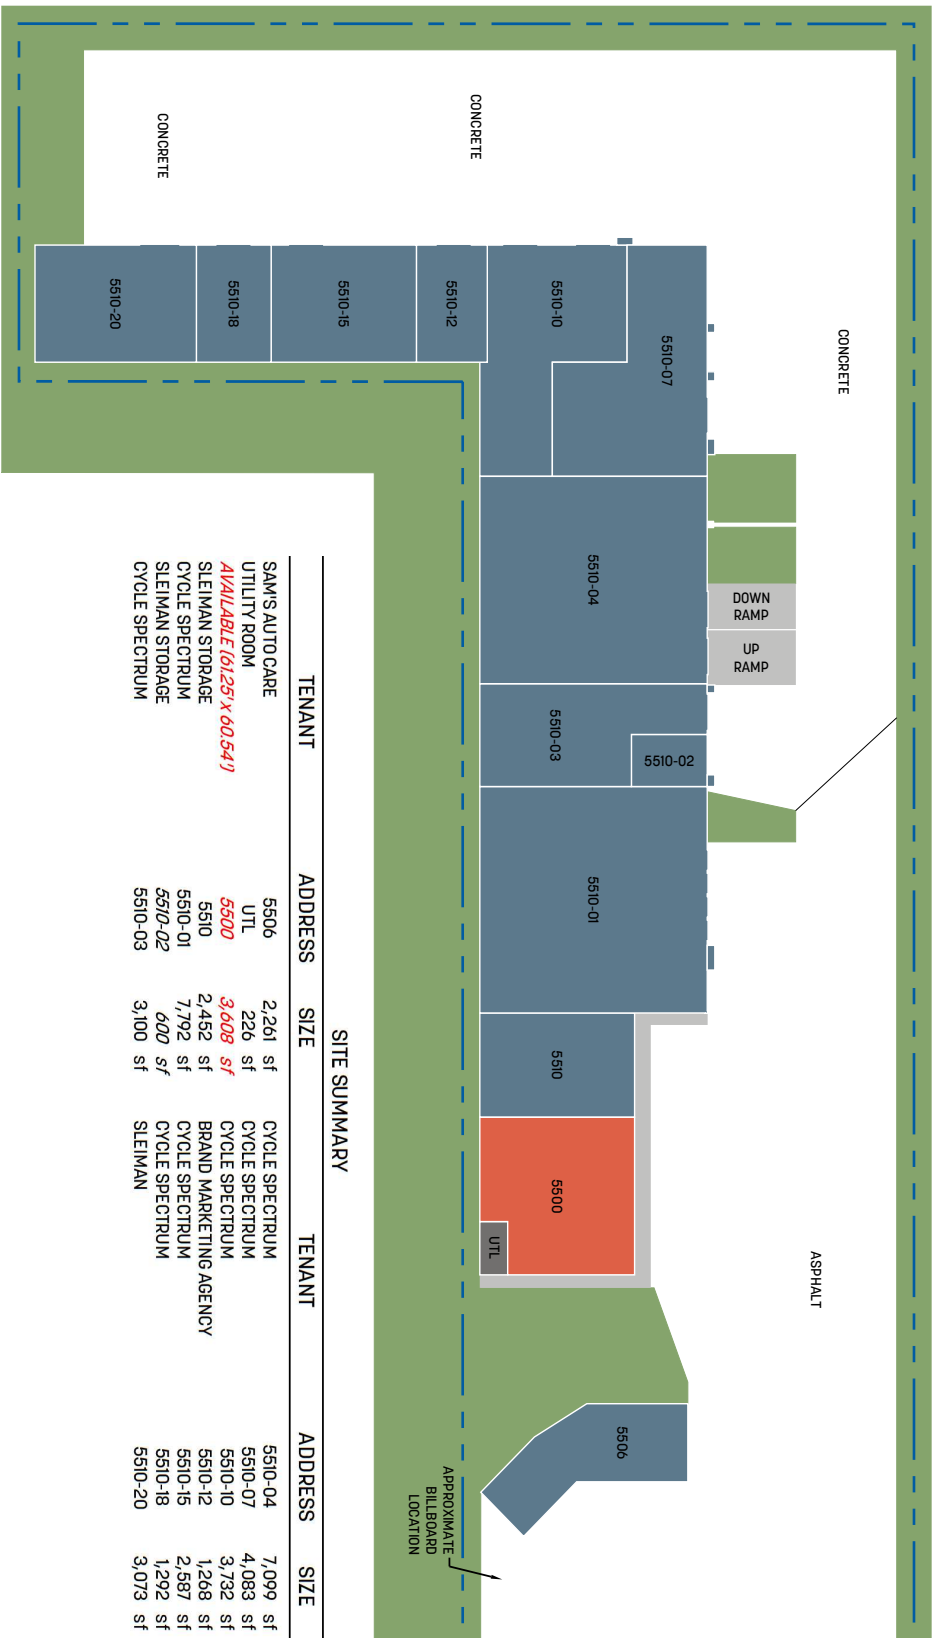 CONCRETE
CONCRETE
CONCRETE
5510-20
5510-18
5510-15
5510-12
5510-10
5510-07
5510-04
DOWN
RAMP
UP
RAMP
5510-03
5510-02
5510-01
5510
5500
UTL
ASPHALT
5506
APPROXIMATE
BILLBOARD
LOCATION
SITE SUMMARY
TENANT ADDRESS SIZE TENANT ADDRESS SIZE
SAM'S AUTO CARE 5506 2,261 sf CYCLE SPECTRUM 5510-04 7,099 sf
UTILITY ROOM UTL 226 sf CYCLE SPECTRUM 5510-07 4,083 sf
AVAILABLE (61.25' x 60.54') 5500 3,608 sf CYCLE SPECTRUM 5510-10 3,732 sf
SLEIMAN STORAGE 5510 2,452 sf BRAND MARKETING AGENCY 5510-12 1,268 sf
CYCLE SPECTRUM 5510-01 7,792 sf CYCLE SPECTRUM 5510-15 2,587 sf
SLEIMAN STORAGE 5510-02 600 sf CYCLE SPECTRUM 5510-18 1,292 sf
CYCLE SPECTRUM 5510-03 3,100 sf SLEIMAN 5510-20 3,073 sf